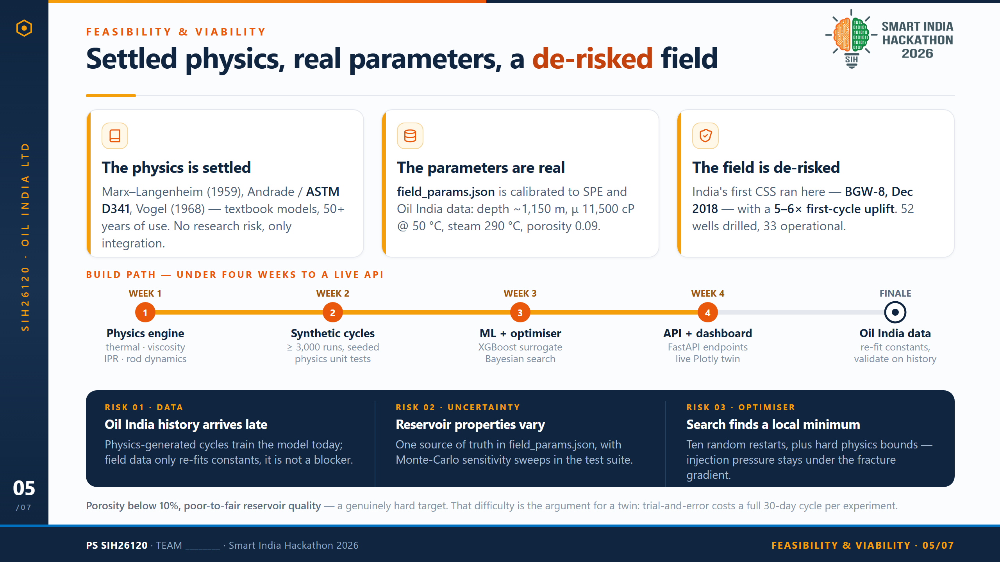 FEASIBILITY & VIABILITY
Settled physics, real parameters, a de-risked field
SMART INDIA
HACKATHON
2026
SIH
SIH26120 · OIL INDIA LTD
The physics is settled
Marx–Langenheim (1959), Andrade / ASTM
D341, Vogel (1968) — textbook models, 50+
years of use. No research risk, only
integration.
The parameters are real
field_params.json is calibrated to SPE and
Oil India data: depth ~1,150 m, μ 11,500 cP
@ 50 °C, steam 290 °C, porosity 0.09.
The field is de-risked
India's first CSS ran here — BGW-8, Dec
2018 — with a 5–6× first-cycle uplift. 52
wells drilled, 33 operational.
BUILD PATH — UNDER FOUR WEEKS TO A LIVE API
WEEK 1
1
Physics engine
thermal · viscosity
IPR · rod dynamics
WEEK 2
2
Synthetic cycles
≥ 3,000 runs, seeded
physics unit tests
WEEK 3
3
ML + optimiser
XGBoost surrogate
Bayesian search
WEEK 4
4
API + dashboard
FastAPI endpoints
live Plotly twin
FINALE
Oil India data
re-fit constants,
validate on history
RISK 01 · DATA
Oil India history arrives late
Physics-generated cycles train the model today;
field data only re-fits constants, it is not a blocker.
RISK 02 · UNCERTAINTY
Reservoir properties vary
One source of truth in field_params.json, with
Monte-Carlo sensitivity sweeps in the test suite.
RISK 03 · OPTIMISER
Search finds a local minimum
Ten random restarts, plus hard physics bounds —
injection pressure stays under the fracture
gradient.
Porosity below 10%, poor-to-fair reservoir quality — a genuinely hard target. That difficulty is the argument for a twin: trial-and-error costs a full 30-day cycle per experiment.
05
/07
PS SIH26120 · TEAM ________ · Smart India Hackathon 2026
FEASIBILITY & VIABILITY · 05/07